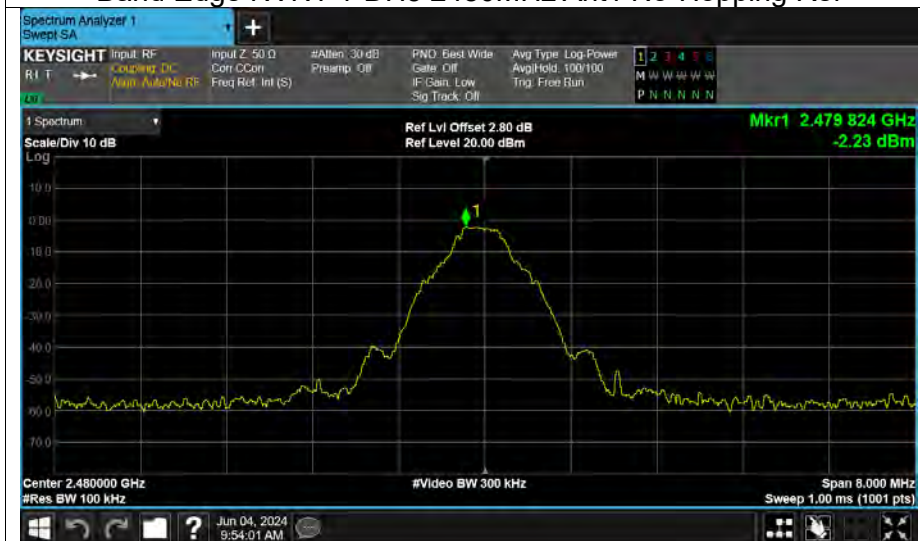 Spectrum Analyzer 1
Swept SA
KEYSIGHT Input: RF Input Z: 50 Ω #Atten: 30 dB PNO: Best Wide Avg Type: Log-Power 1 2 3 4 5 6
RLT Coupling: DC Corr CCorr Preamp: Off Gate: Off Avg|Hold: 100/100 M W W W W W
Align: Auto/No RF Freq Ref: Int (S) IF Gain: Low Trig: Free Run
Sig Track: Off P N N N N N
1 Spectrum Ref Lvl Offset 2.80 dB Mkr1 2.479 824 GHz
Scale/Div 10 dB Ref Level 20.00 dBm -2.23 dBm
Log
10.0
1
0.00
-10.0
-20.0
-30.0
-40.0
-50.0
-60.0
-70.0
Center 2.480000 GHz #Video BW 300 kHz Span 8.000 MHz
#Res BW 100 kHz Sweep 1.00 ms (1001 pts)
? Jun 04, 2024
9:54:01 AM